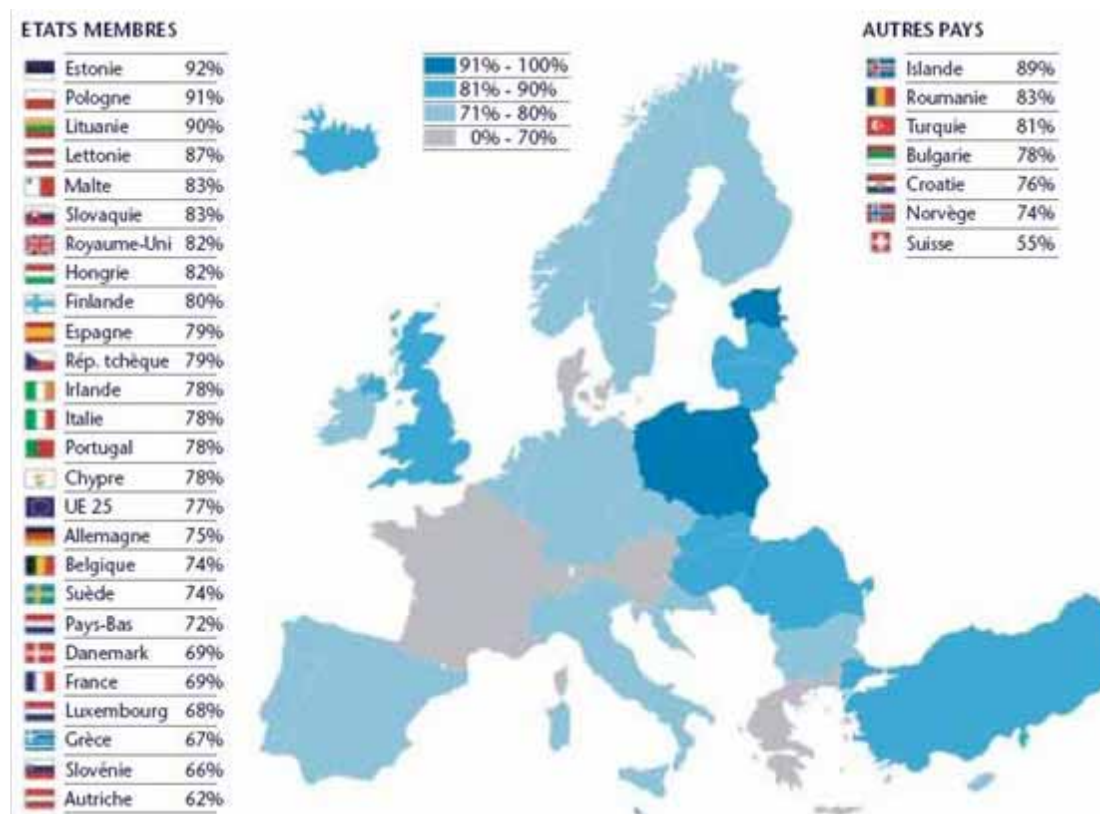 ETATS MEMBRES
Estonie 92%
Pologne 91%
Lituanie 90%
Lettonie 87%
Malte 83%
Slovaquie 83%
Royaume-Uni 82%
Hongrie 82%
Finlande 80%
Espagne 79%
Rép. tchèque 79%
Irlande 78%
Italie 78%
Portugal 78%
Chypre 78%
UE 25 77%
Allemagne 75%
Belgique 74%
Suède 74%
Pays-Bas 72%
Danemark 69%
France 69%
Luxembourg 68%
Grèce 67%
Slovénie 66%
Autriche 62%
91% - 100%
81% - 90%
71% - 80%
0% - 70%
AUTRES PAYS
Islande 89%
Roumanie 83%
Turquie 81%
Bulgarie 78%
Croatie 76%
Norvège 74%
Suisse 55%